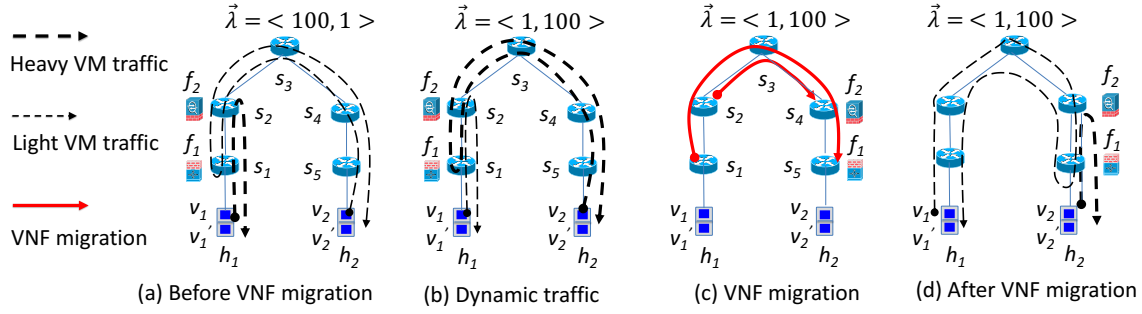 Heavy VM traffic
Light VM traffic
VNF migration
λ⃗ = < 100, 1 >
f₂
s₃
s₂
s₄
f₁
s₁
s₅
v₁
v₁'
v₂
v₂'
h₁
h₂
(a) Before VNF migration
λ⃗ = < 1, 100 >
f₂
s₃
s₂
s₄
f₁
s₁
s₅
v₁
v₁'
v₂
v₂'
h₁
h₂
(b) Dynamic traffic
λ⃗ = < 1, 100 >
s₃
f₂
s₂
s₄
f₁
s₁
s₅
v₁
v₁'
v₂
v₂'
h₁
h₂
(c) VNF migration
λ⃗ = < 1, 100 >
f₂
f₁
v₁
v₁'
v₂
v₂'
h₁
h₂
(d) After VNF migration